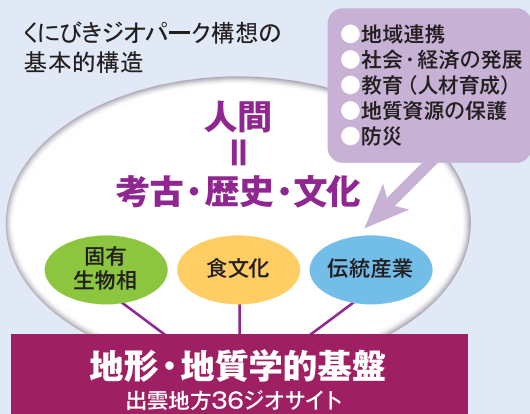 くにびきジオパーク構想の
基本的構造
●地域連携
●社会・経済の発展
●教育（人材育成）
●地質資源の保護
●防災
人間
＝
考古・歴史・文化
固有
生物相
食文化
伝統産業
地形・地質学的基盤
出雲地方36ジオサイト